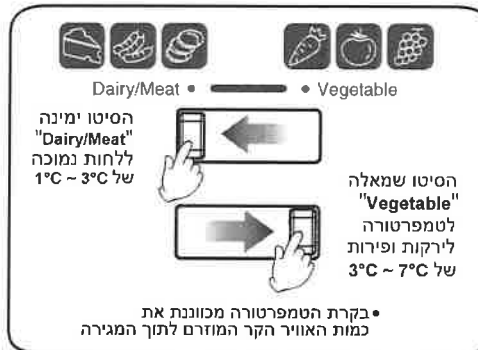 Dairy/Meat • • Vegetable
הסיטו ימינה
"Dairy/Meat"
ללחות נמוכה
של 1°C ~ 3°C
הסיטו שמאלה
"Vegetable"
לטמפרטורה
לירקות ופירות
של 3°C ~ 7°C
•בקרת הטמפרטורה מכווננת את
כמות האוויר הקר המוזרם לתוך המגירה